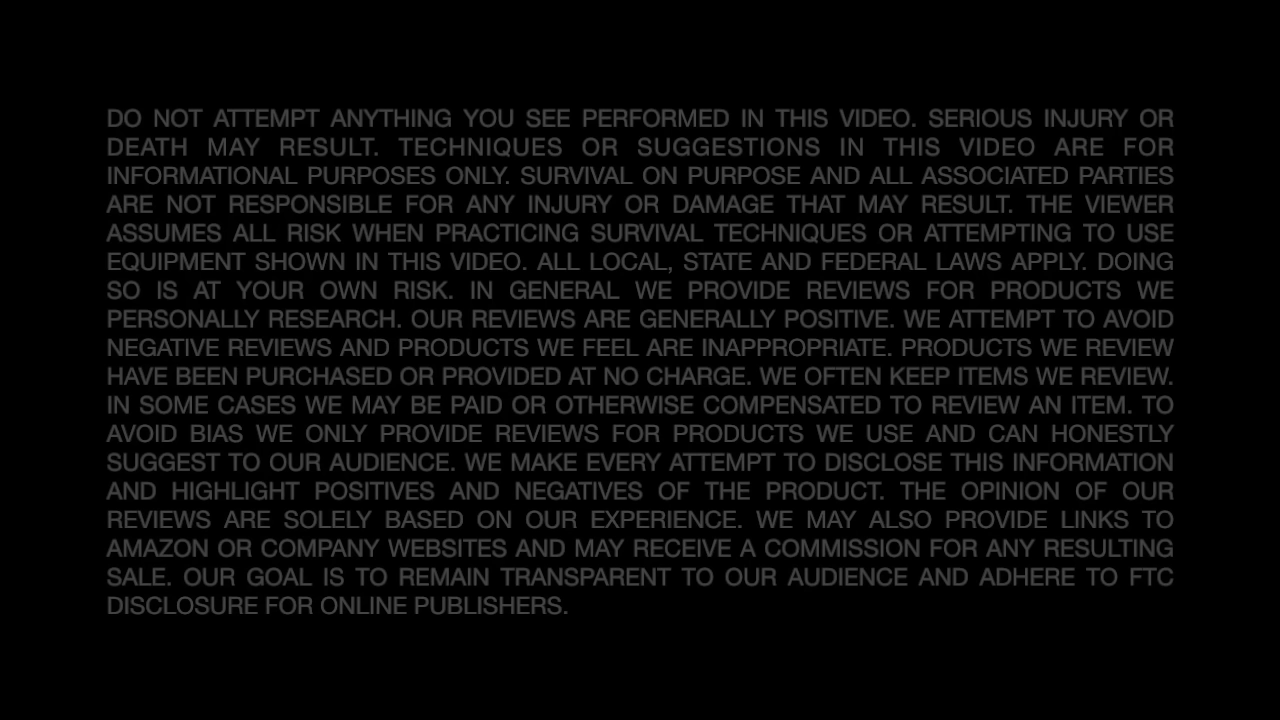 DO NOT ATTEMPT ANYTHING YOU SEE PERFORMED IN THIS VIDEO. SERIOUS INJURY OR
DEATH MAY RESULT. TECHNIQUES OR SUGGESTIONS IN THIS VIDEO ARE FOR
INFORMATIONAL PURPOSES ONLY. SURVIVAL ON PURPOSE AND ALL ASSOCIATED PARTIES
ARE NOT RESPONSIBLE FOR ANY INJURY OR DAMAGE THAT MAY RESULT. THE VIEWER
ASSUMES ALL RISK WHEN PRACTICING SURVIVAL TECHNIQUES OR ATTEMPTING TO USE
EQUIPMENT SHOWN IN THIS VIDEO. ALL LOCAL, STATE AND FEDERAL LAWS APPLY. DOING
SO IS AT YOUR OWN RISK. IN GENERAL WE PROVIDE REVIEWS FOR PRODUCTS WE
PERSONALLY RESEARCH. OUR REVIEWS ARE GENERALLY POSITIVE. WE ATTEMPT TO AVOID
NEGATIVE REVIEWS AND PRODUCTS WE FEEL ARE INAPPROPRIATE. PRODUCTS WE REVIEW
HAVE BEEN PURCHASED OR PROVIDED AT NO CHARGE. WE OFTEN KEEP ITEMS WE REVIEW.
IN SOME CASES WE MAY BE PAID OR OTHERWISE COMPENSATED TO REVIEW AN ITEM. TO
AVOID BIAS WE ONLY PROVIDE REVIEWS FOR PRODUCTS WE USE AND CAN HONESTLY
SUGGEST TO OUR AUDIENCE. WE MAKE EVERY ATTEMPT TO DISCLOSE THIS INFORMATION
AND HIGHLIGHT POSITIVES AND NEGATIVES OF THE PRODUCT. THE OPINION OF OUR
REVIEWS ARE SOLELY BASED ON OUR EXPERIENCE. WE MAY ALSO PROVIDE LINKS TO
AMAZON OR COMPANY WEBSITES AND MAY RECEIVE A COMMISSION FOR ANY RESULTING
SALE. OUR GOAL IS TO REMAIN TRANSPARENT TO OUR AUDIENCE AND ADHERE TO FTC
DISCLOSURE FOR ONLINE PUBLISHERS.